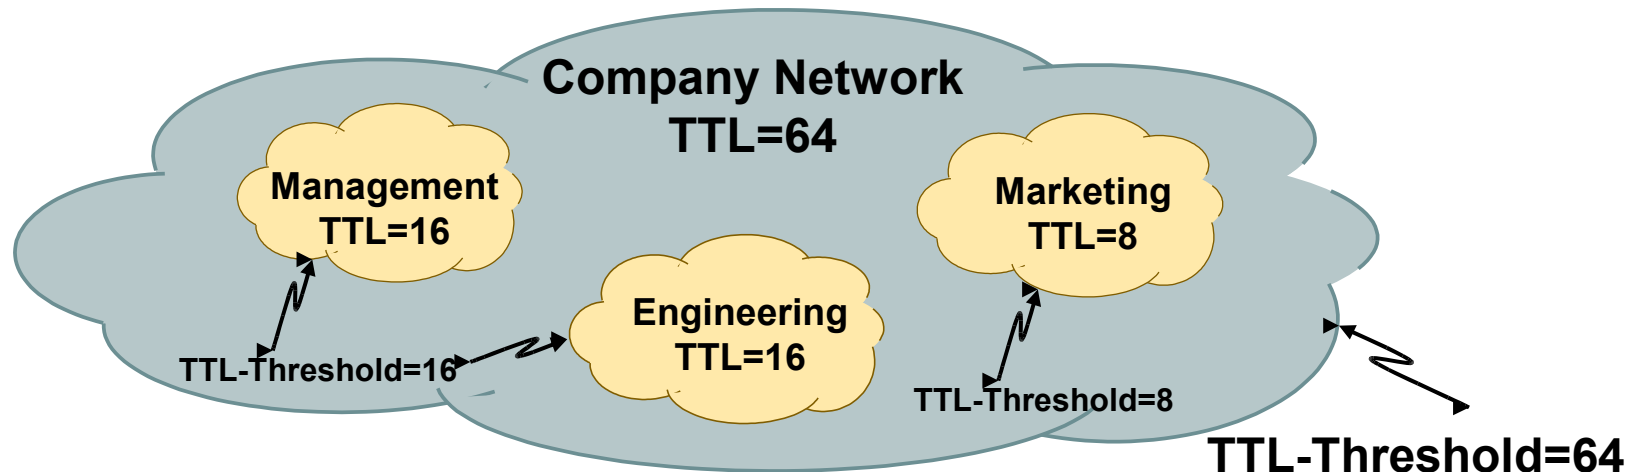 Company Network
TTL=64
Management
TTL=16
Marketing
TTL=8
Engineering
TTL=16
TTL-Threshold=16
TTL-Threshold=8
TTL-Threshold=64